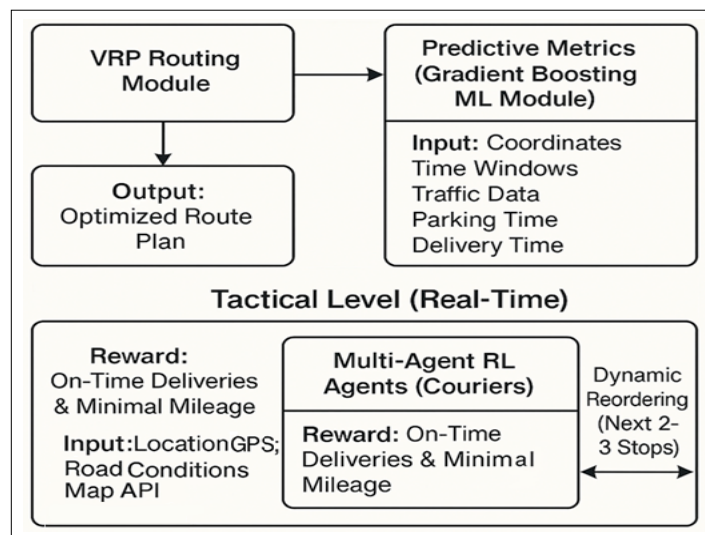 VRP Routing
Module
Predictive Metrics
(Gradient Boosting
ML Module)
Input: Coordinates
Time Windows
Traffic Data
Parking Time
Delivery Time
Output:
Optimized Route
Plan
Tactical Level (Real-Time)
Reward:
On-Time Deliveries
& Minimal Mileage
Input:LocationGPS;
Road Conditions
Map API
Multi-Agent RL
Agents (Couriers)
Reward: On-Time
Deliveries & Minimal
Mileage
Dynamic
Reordering
(Next 2-
3 Stops)